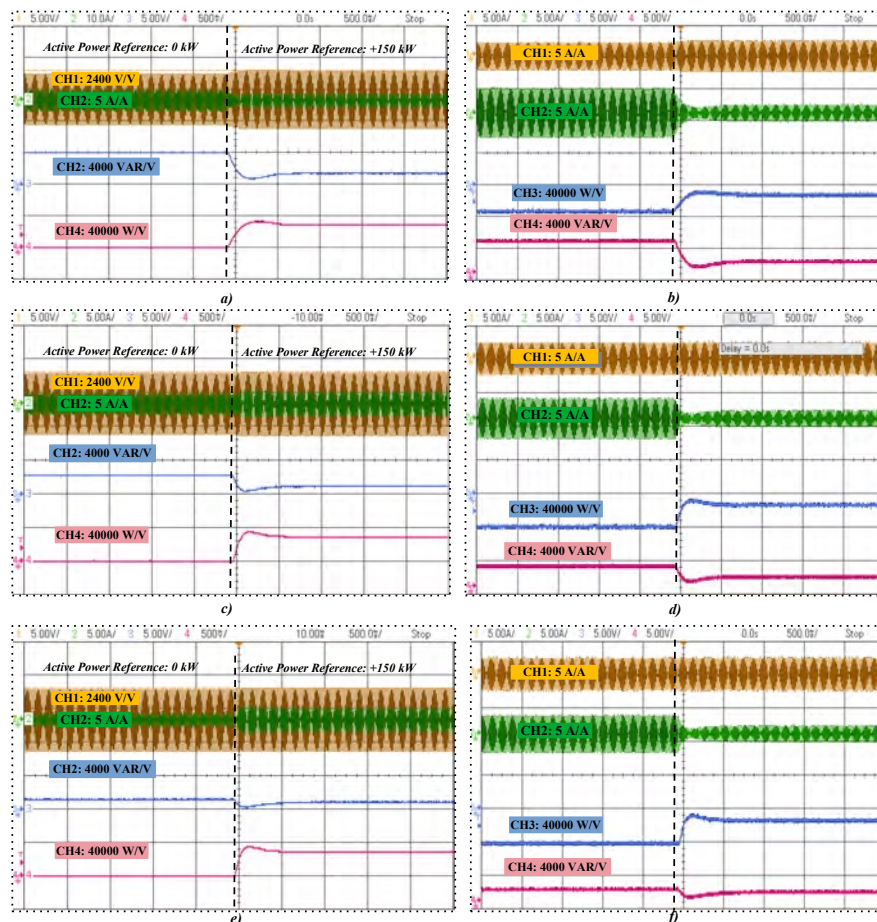 1 5.00V/ 2 10.0A/ 3 5.00V/ 4 500%/ 0.0s 500.0%/ Stop
Active Power Reference: 0 kW Active Power Reference: +150 kW
CH1: 2400 V/V
CH2: 5 A/A
CH2: 4000 VAR/V
CH4: 40000 W/V
a)
5.00A/ 2 5.00A/ 3 5.00V/ 4 5.00V/ 0.0s 500.0%/ Stop
CH1: 5 A/A
CH2: 5 A/A
CH3: 40000 W/V
CH4: 4000 VAR/V
b)
1 5.00V/ 2 5.00A/ 3 5.00V/ 4 500%/ 500.0%/ Stop
Active Power Reference: 0 kW Active Power Reference: +150 kW
CH1: 2400 V/V
CH2: 5 A/A
CH2: 4000 VAR/V
CH4: 40000 W/V
c)
1 5.00A/ 2 5.00A/ 3 5.00V/ 4 5.00V/ 0.0s 500.0%/ Stop
Delay = 0.0s
CH1: 5 A/A
CH2: 5 A/A
CH3: 40000 W/V
CH4: 4000 VAR/V
d)
1 5.00V/ 2 5.00A/ 3 5.00V/ 4 500%/ 500.0%/ Stop
Active Power Reference: 0 kW Active Power Reference: +150 kW
CH1: 2400 V/V
CH2: 5 A/A
CH2: 4000 VAR/V
CH4: 40000 W/V
e)
1 5.00A/ 2 5.00A/ 3 5.00V/ 4 5.00V/ 0.0s 500.0%/ Stop
CH1: 5 A/A
CH2: 5 A/A
CH3: 40000 W/V
CH4: 4000 VAR/V
f)